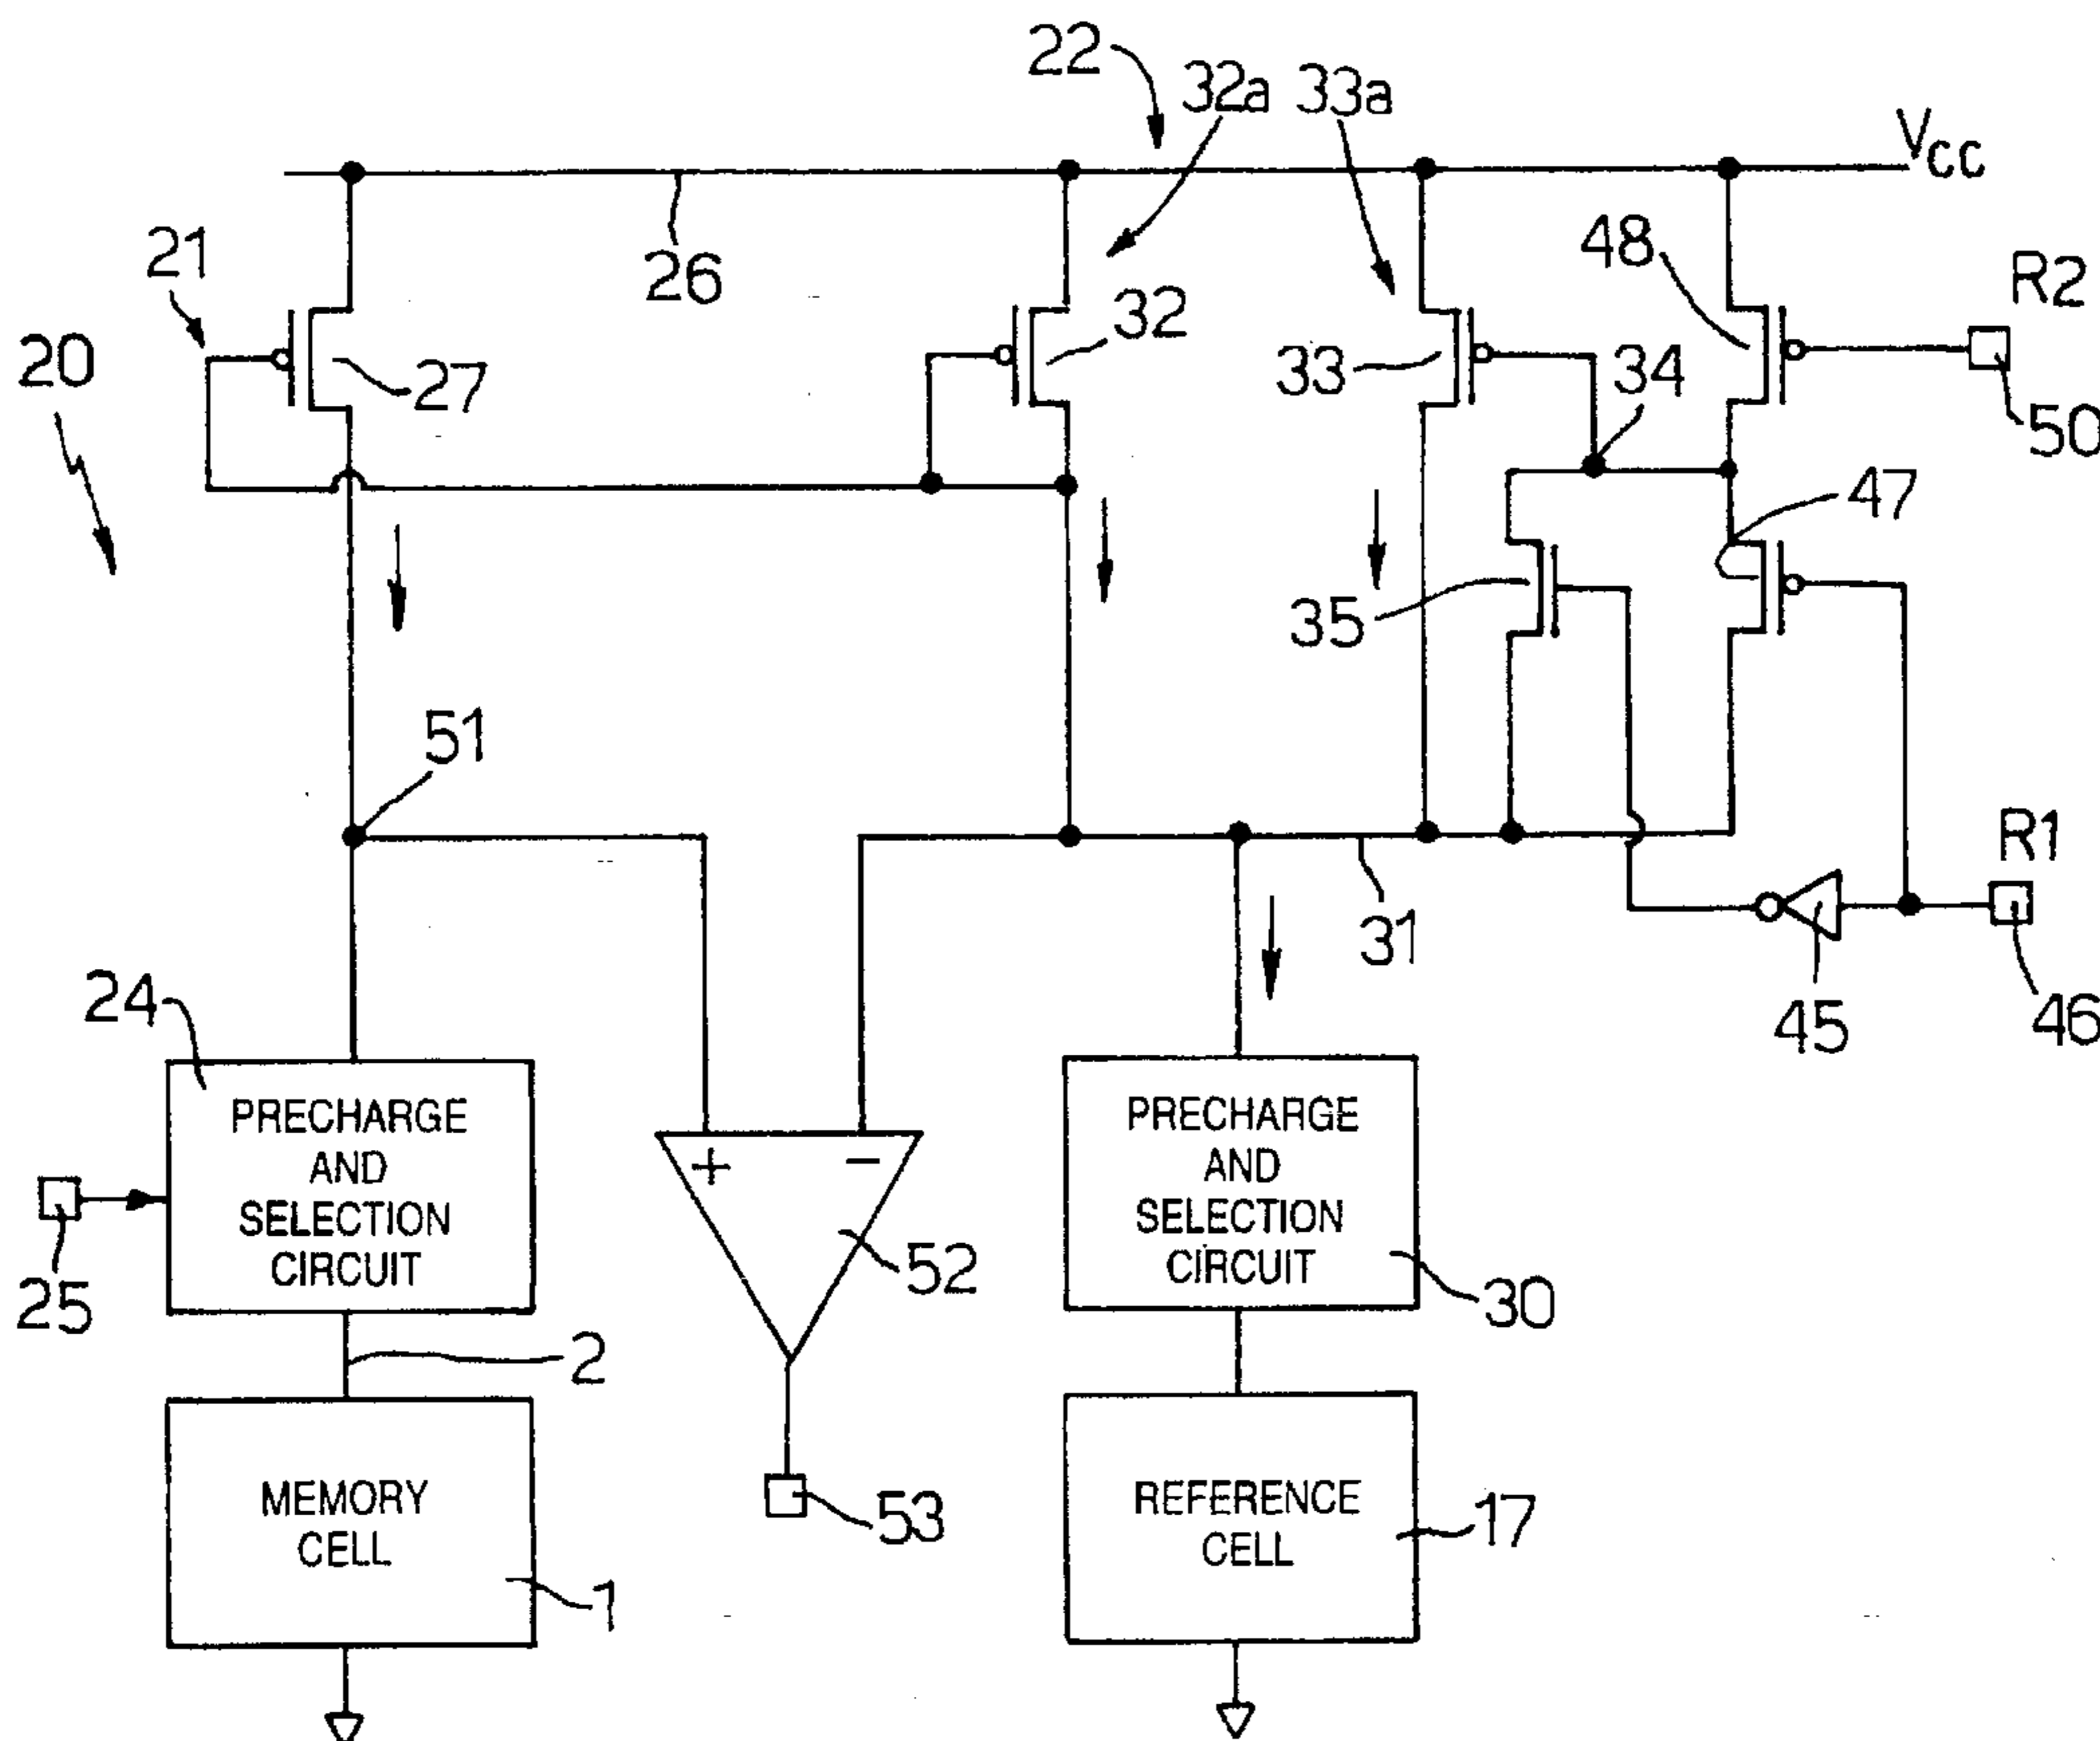 22
32a
33a
VCC
21
26
48
R2
20
27
32
33
34
50
47
35
51
R1
31
24
45
46
PRECHARGE
AND
SELECTION
CIRCUIT
+
−
PRECHARGE
AND
SELECTION
CIRCUIT
25
52
30
2
MEMORY
CELL
53
REFERENCE
CELL
17
1